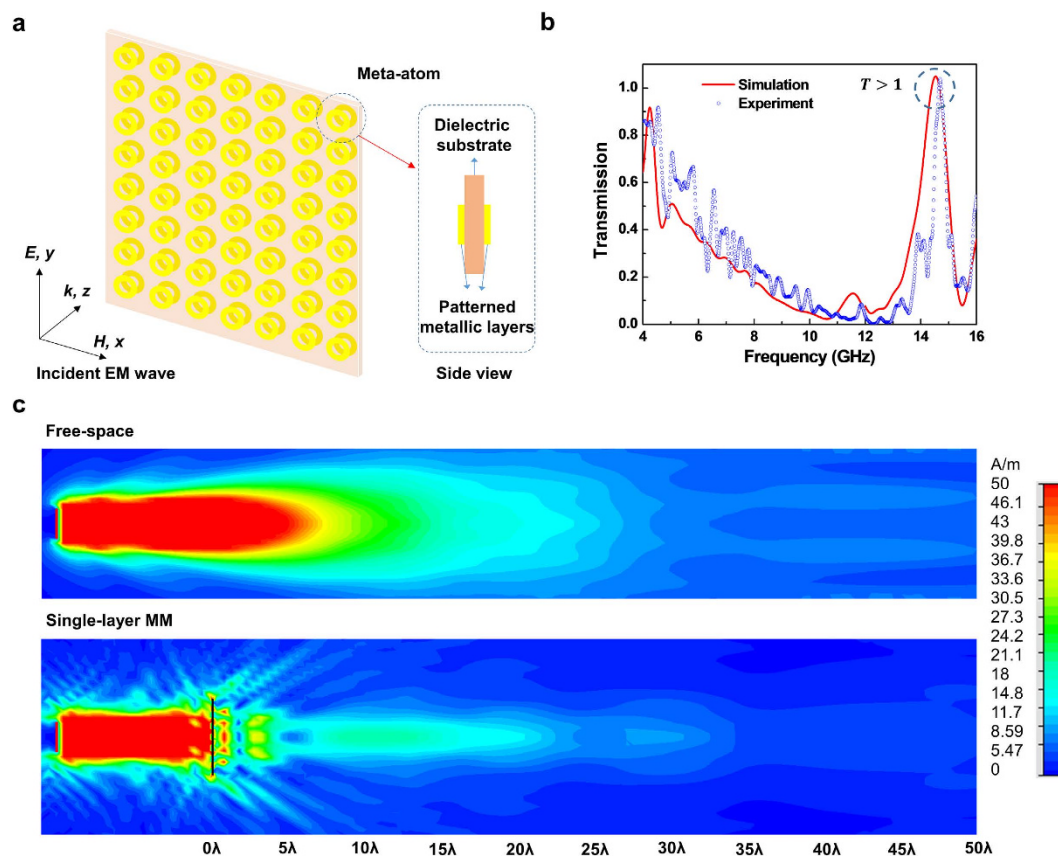 a
Meta-atom
Dielectric
substrate
Patterned
metallic layers
Side view
E, y
k, z
H, x
Incident EM wave
b
Simulation
Experiment
T > 1
Transmission
1.0
0.8
0.6
0.4
0.2
0.0
4 6 8 10 12 14 16
Frequency (GHz)
c
Free-space
Single-layer MM
A/m
50
46.1
43
39.8
36.7
33.6
30.5
27.3
24.2
21.1
18
14.8
11.7
8.59
5.47
0
0λ 5λ 10λ 15λ 20λ 25λ 30λ 35λ 40λ 45λ 50λ